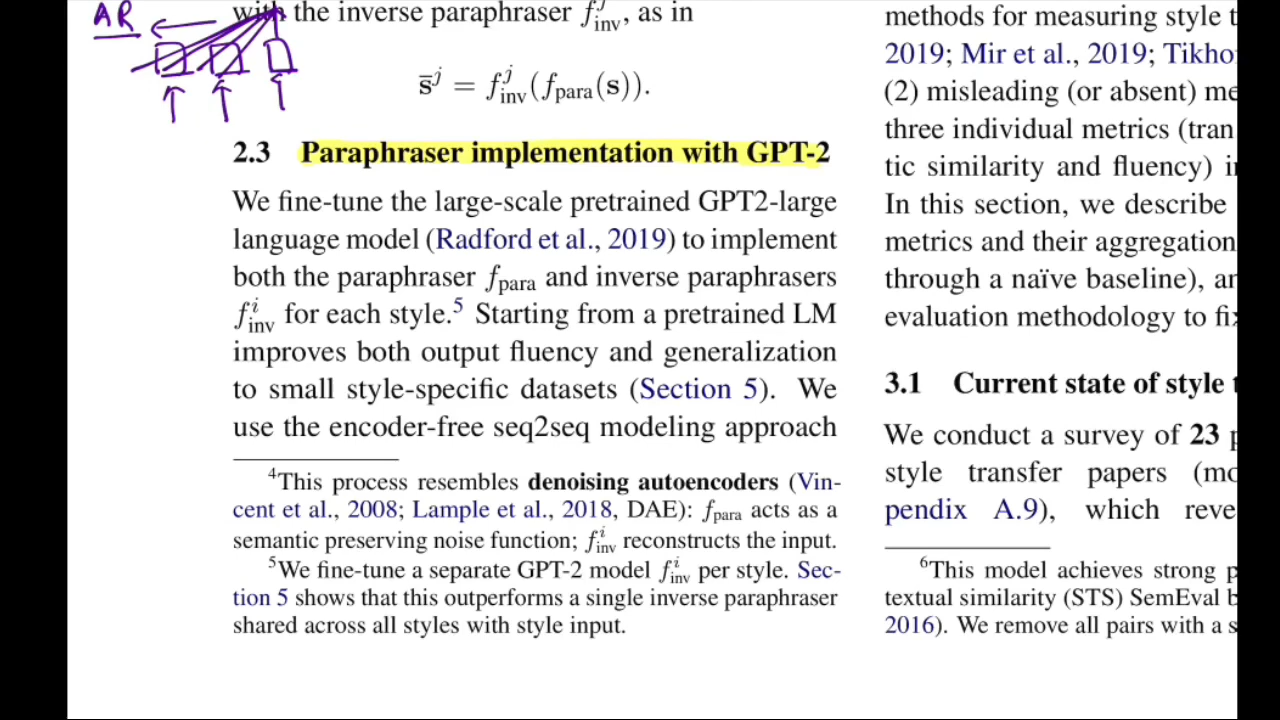 AR
with the inverse paraphraser f^j_inv, as in
s̄^j = f^j_inv(f_para(s)).
2.3 Paraphraser implementation with GPT-2
We fine-tune the large-scale pretrained GPT2-large
language model (Radford et al., 2019) to implement
both the paraphraser f_para and inverse paraphrasers
f^i_inv for each style.5 Starting from a pretrained LM
improves both output fluency and generalization
to small style-specific datasets (Section 5). We
use the encoder-free seq2seq modeling approach
4This process resembles denoising autoencoders (Vin-
cent et al., 2008; Lample et al., 2018, DAE): f_para acts as a
semantic preserving noise function; f^i_inv reconstructs the input.
5We fine-tune a separate GPT-2 model f^i_inv per style. Sec-
tion 5 shows that this outperforms a single inverse paraphraser
shared across all styles with style input.
methods for measuring style
2019; Mir et al., 2019; Tikho
(2) misleading (or absent) me
three individual metrics (tran
tic similarity and fluency)
In this section, we describe
metrics and their aggregation
through a naïve baseline),
evaluation methodology to
3.1 Current state of style
We conduct a survey of 23
style transfer papers (mo
pendix A.9), which reve
6This model achieves strong
textual similarity (STS) SemEval
2016). We remove all pairs with a